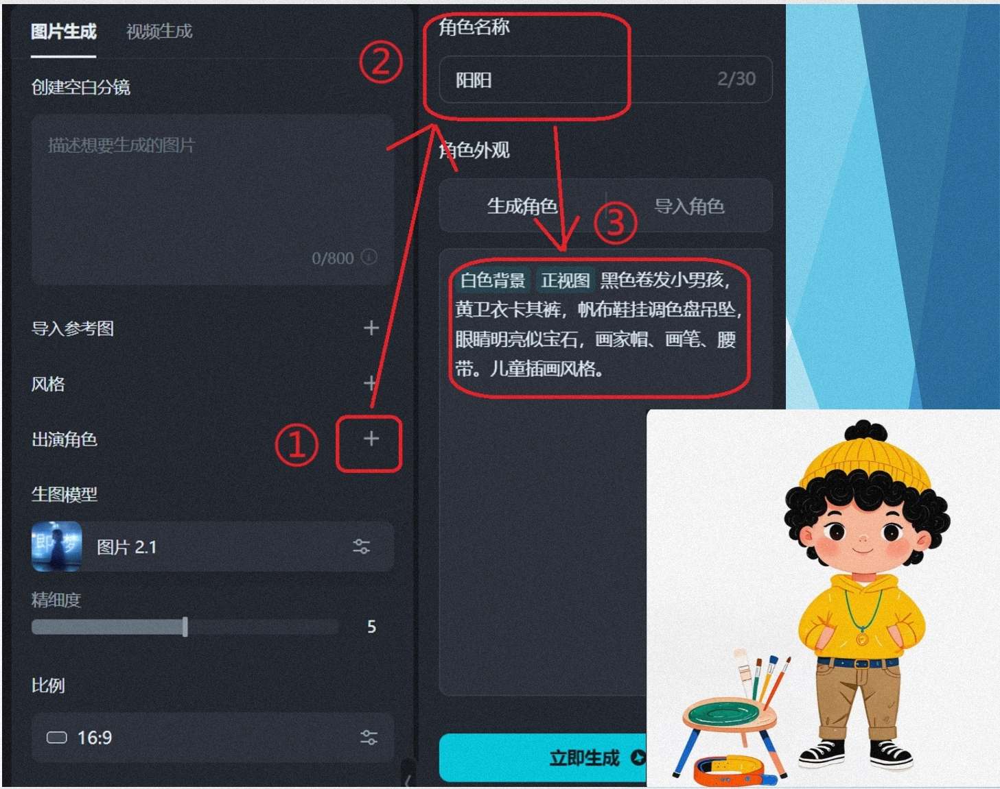 图片生成 视频生成
创建空白分镜
描述想要生成的图片
0/800
导入参考图
风格
出演角色
①
生图模型
即梦
图片 2.1
精细度
5
比例
16:9
②
角色名称
阳阳 2/30
角色外观
生成角色 导入角色
③
白色背景 正视图 黑色卷发小男孩，
黄卫衣卡其裤，帆布鞋挂调色盘吊坠，
眼睛明亮似宝石，画家帽、画笔、腰
带。儿童插画风格。
立即生成